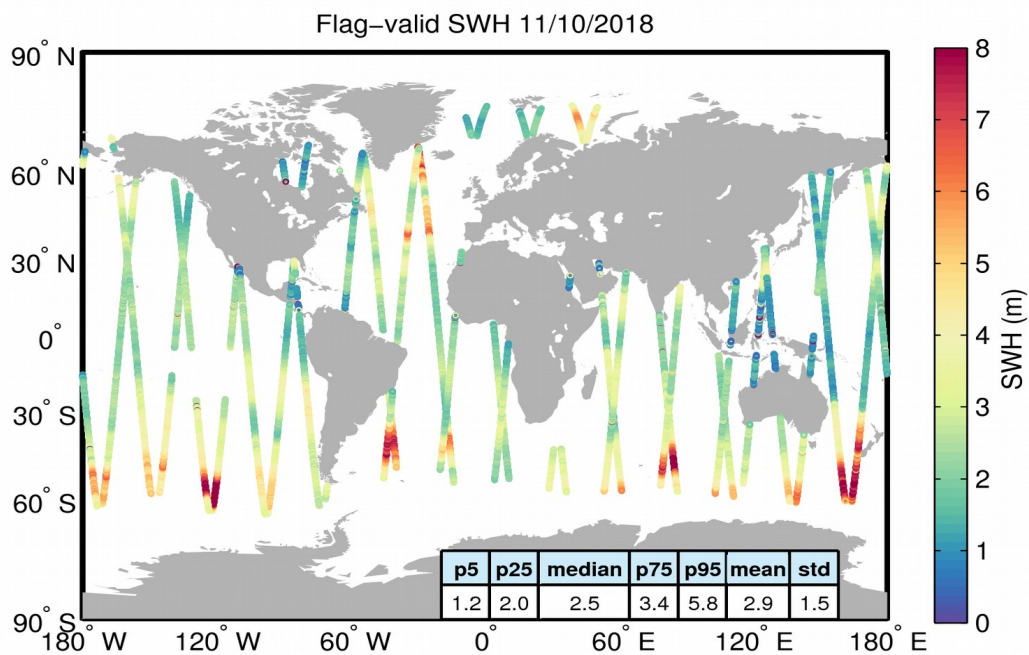 Flag−valid SWH 11/10/2018
90° N
60° N
30° N
0°
30° S
60° S
90° S
180° W
120° W
60° W
0°
60° E
120° E
180° E
8
7
6
5
4
3
2
1
0
SWH (m)
p5 p25 median p75 p95 mean std
1.2 2.0 2.5 3.4 5.8 2.9 1.5